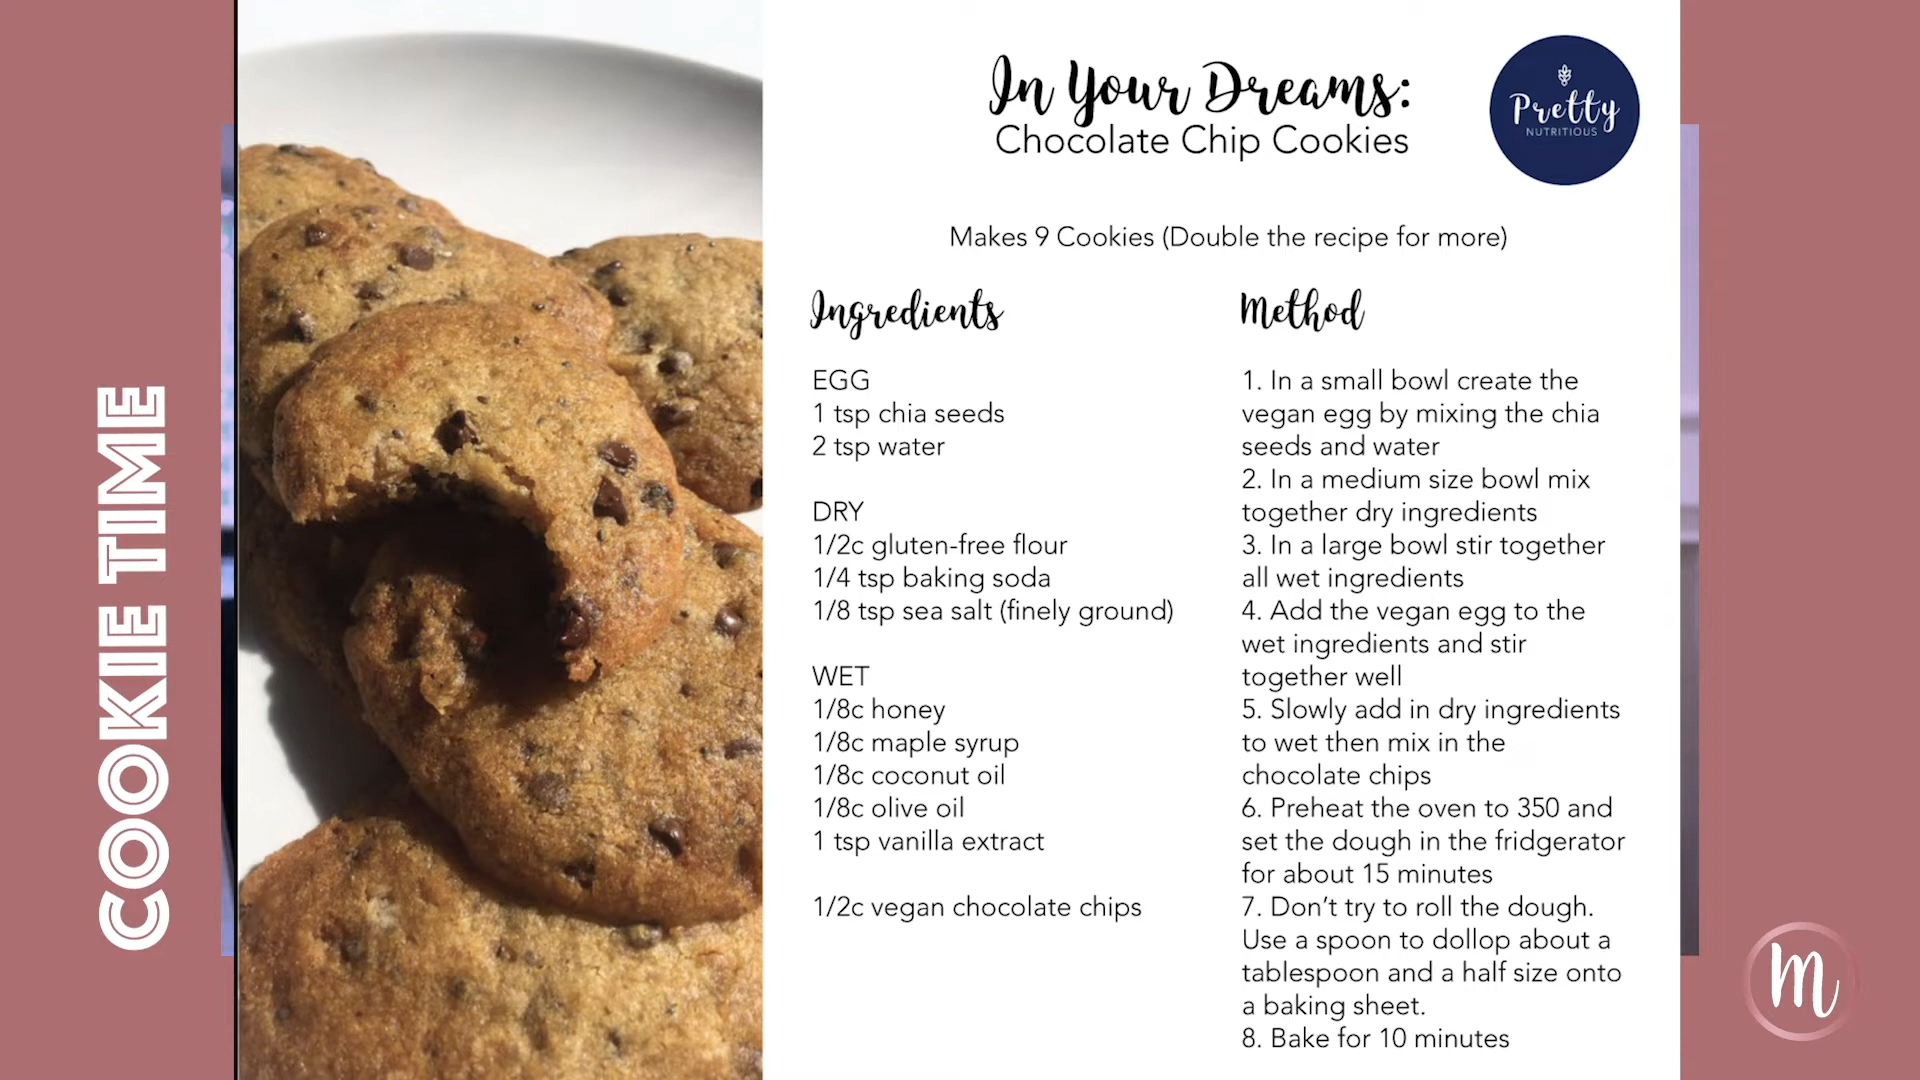 COOKIE TIME
In Your Dreams:
Chocolate Chip Cookies
Pretty
NUTRITIOUS
Makes 9 Cookies (Double the recipe for more)
Ingredients
EGG
1 tsp chia seeds
2 tsp water
DRY
1/2c gluten-free flour
1/4 tsp baking soda
1/8 tsp sea salt (finely ground)
WET
1/8c honey
1/8c maple syrup
1/8c coconut oil
1/8c olive oil
1 tsp vanilla extract
1/2c vegan chocolate chips
Method
1. In a small bowl create the
vegan egg by mixing the chia
seeds and water
2. In a medium size bowl mix
together dry ingredients
3. In a large bowl stir together
all wet ingredients
4. Add the vegan egg to the
wet ingredients and stir
together well
5. Slowly add in dry ingredients
to wet then mix in the
chocolate chips
6. Preheat the oven to 350 and
set the dough in the fridgerator
for about 15 minutes
7. Don’t try to roll the dough.
Use a spoon to dollop about a
tablespoon and a half size onto
a baking sheet.
8. Bake for 10 minutes
m